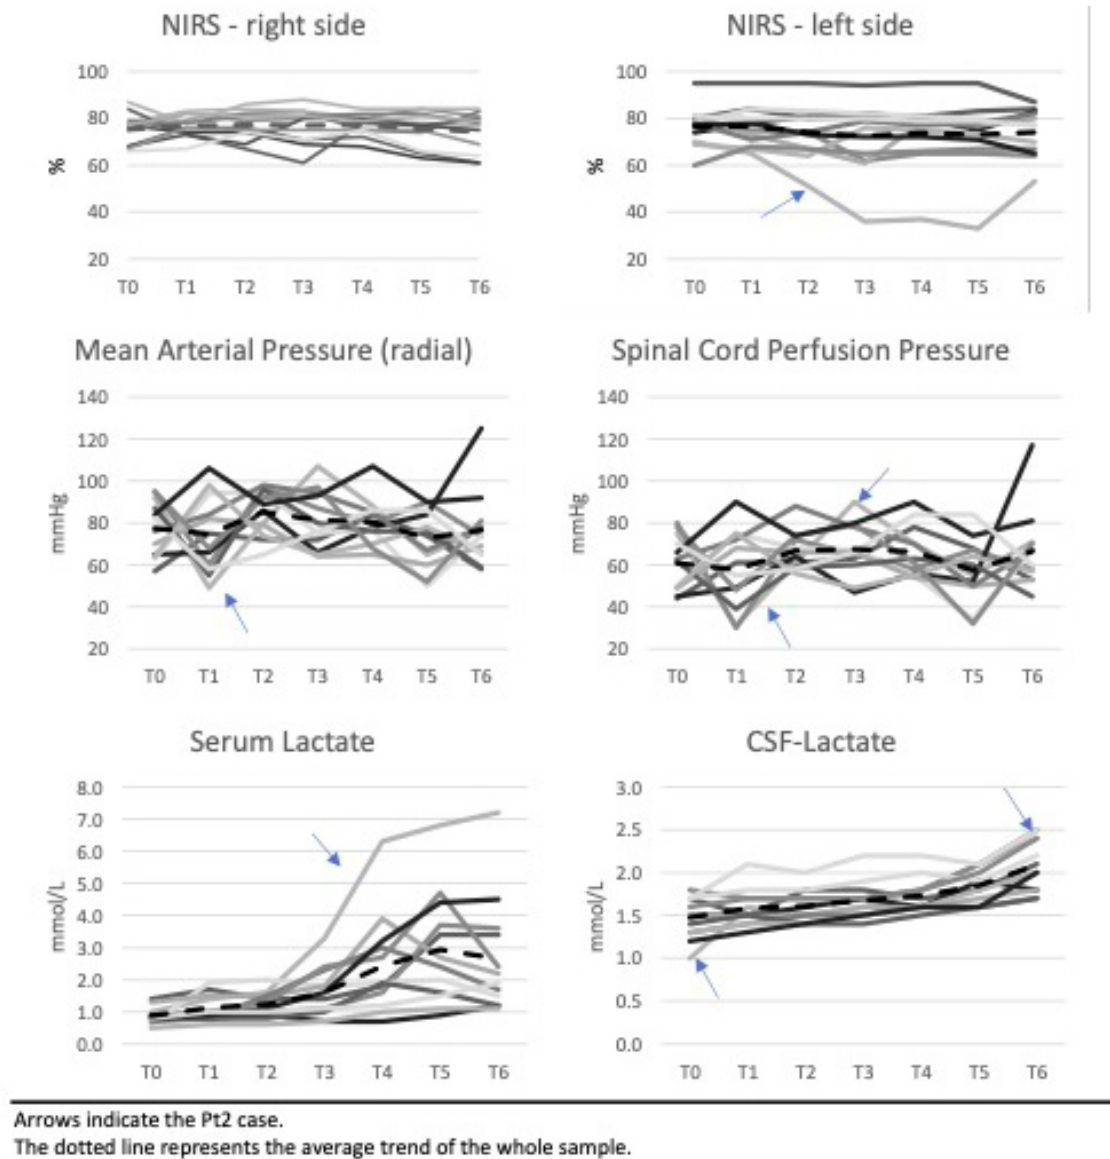 NIRS - right side
%
100
80
60
40
20
T0 T1 T2 T3 T4 T5 T6
NIRS - left side
%
100
80
60
40
20
T0 T1 T2 T3 T4 T5 T6
Mean Arterial Pressure (radial)
mmHg
140
120
100
80
60
40
20
T0 T1 T2 T3 T4 T5 T6
Spinal Cord Perfusion Pressure
mmHg
140
120
100
80
60
40
20
T0 T1 T2 T3 T4 T5 T6
Serum Lactate
mmol/L
8.0
7.0
6.0
5.0
4.0
3.0
2.0
1.0
0.0
T0 T1 T2 T3 T4 T5 T6
CSF-Lactate
mmol/L
3.0
2.5
2.0
1.5
1.0
0.5
0.0
T0 T1 T2 T3 T4 T5 T6
Arrows indicate the Pt2 case.
The dotted line represents the average trend of the whole sample.